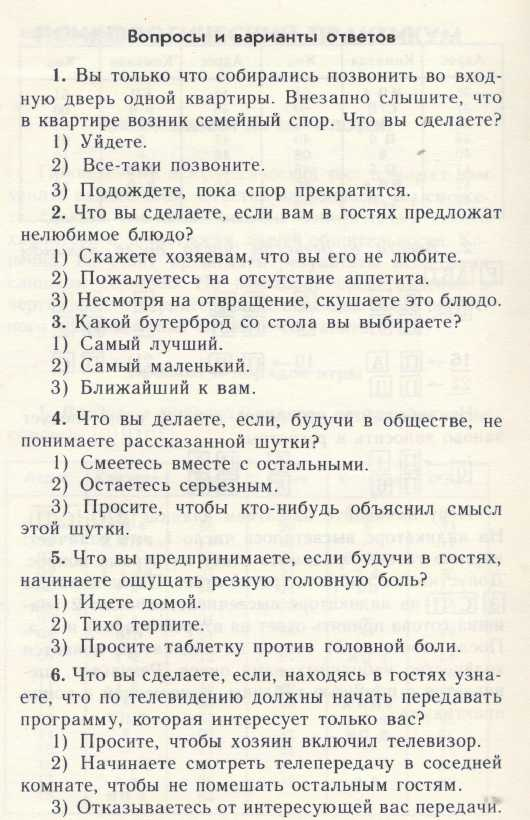 Вопросы и варианты ответов
1. Вы только что собирались позвонить во вход-
ную дверь одной квартиры. Внезапно слышите, что
в квартире возник семейный спор. Что вы сделаете?
1) Уйдете.
2) Все-таки позвоните.
3) Подождете, пока спор прекратится.
2. Что вы сделаете, если вам в гостях предложат
нелюбимое блюдо?
1) Скажете хозяевам, что вы его не любите.
2) Пожалуетесь на отсутствие аппетита.
3) Несмотря на отвращение, скушаете это блюдо.
3. Какой бутерброд со стола вы выбираете?
1) Самый лучший.
2) Самый маленький.
3) Ближайший к вам.
4. Что вы делаете, если, будучи в обществе, не
понимаете рассказанной шутки?
1) Смеетесь вместе с остальными.
2) Остаетесь серьезным.
3) Просите, чтобы кто-нибудь объяснил смысл
этой шутки.
5. Что вы предпринимаете, если будучи в гостях,
начинаете ощущать резкую головную боль?
1) Идете домой.
2) Тихо терпите.
3) Просите таблетку против головной боли.
6. Что вы сделаете, если, находясь в гостях узна-
ете, что по телевидению должны начать передавать
программу, которая интересует только вас?
1) Просите, чтобы хозяин включил телевизор.
2) Начинаете смотреть телепередачу в соседней
комнате, чтобы не помешать остальным гостям.
3) Отказываетесь от интересующей вас передачи.